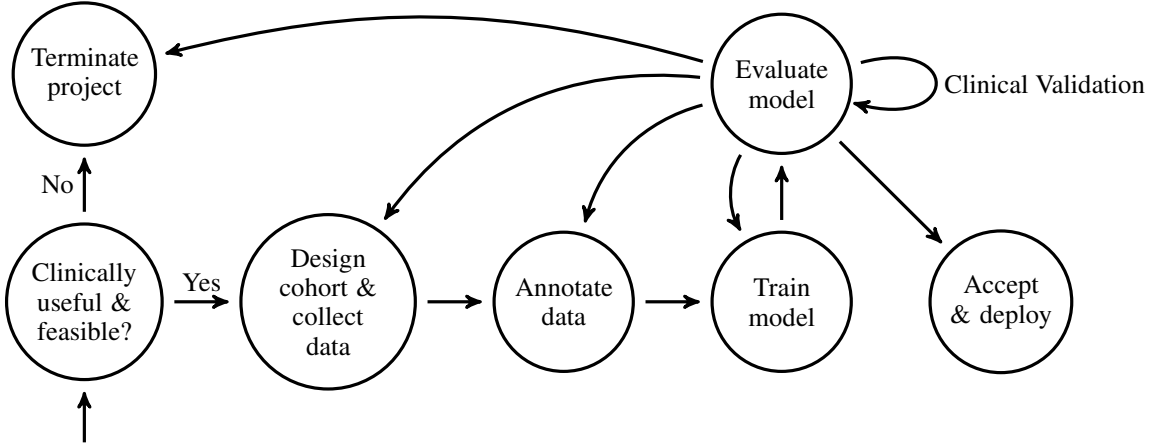 Terminate
project
Evaluate
model
Clinical Validation
No
Clinically
useful &
feasible?
Yes
Design
cohort &
collect
data
Annotate
data
Train
model
Accept
& deploy